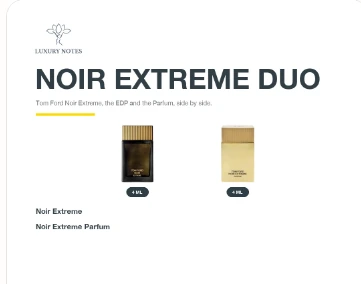 LUXURY NOTES
NOIR EXTREME DUO
Tom Ford Noir Extreme, the EDP and the Parfum, side by side.
4 ML
4 ML
Noir Extreme
Noir Extreme Parfum